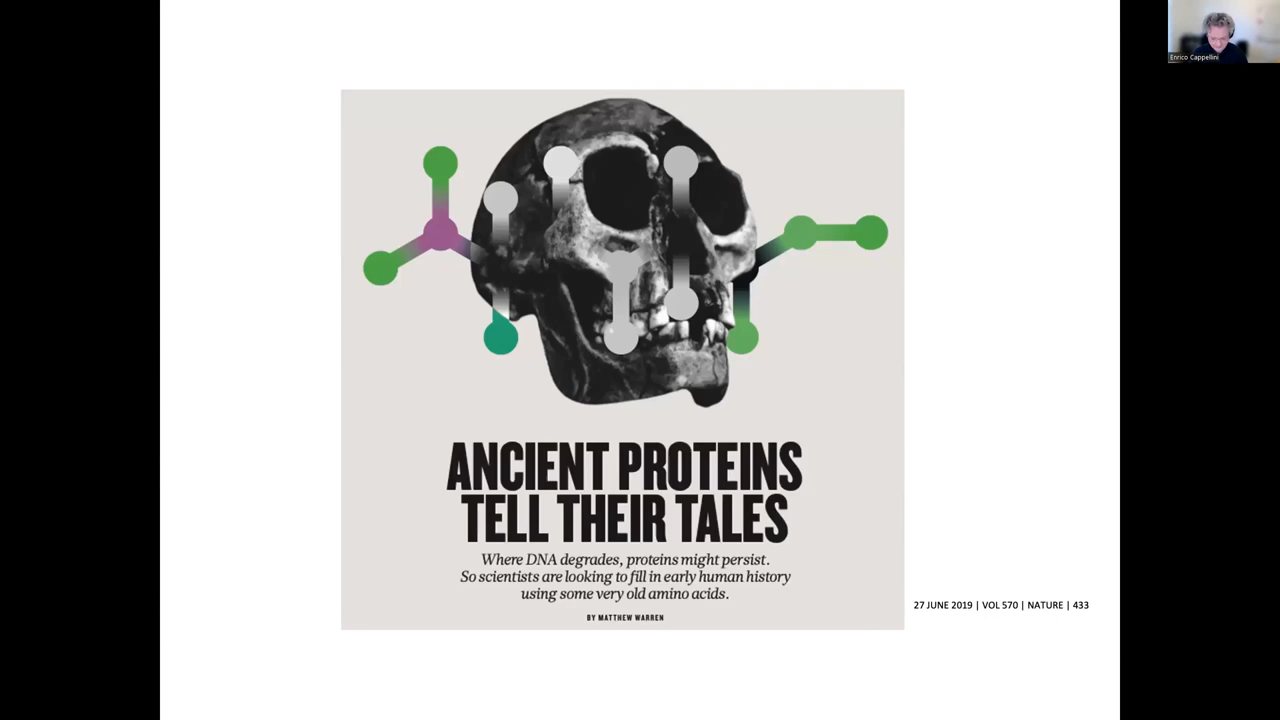 Enrico Cappellini
ANCIENT PROTEINS
TELL THEIR TALES
Where DNA degrades, proteins might persist.
So scientists are looking to fill in early human history
using some very old amino acids.
BY MATTHEW WARREN
27 JUNE 2019 | VOL 570 | NATURE | 433